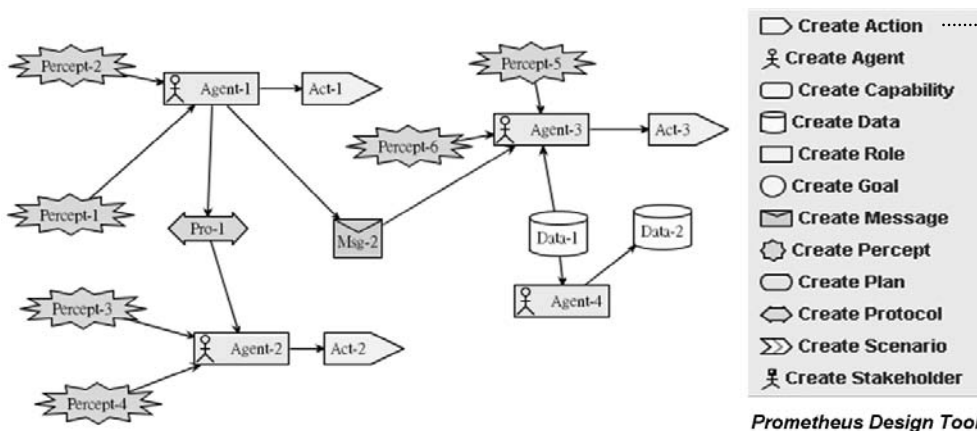 Percept-2
Agent-1
Act-1
Percept-5
Agent-3
Act-3
Percept-6
Percept-1
Pro-1
Msg-2
Data-1
Data-2
Agent-4
Percept-3
Agent-2
Act-2
Percept-4
Create Action
Create Agent
Create Capability
Create Data
Create Role
Create Goal
Create Message
Create Percept
Create Plan
Create Protocol
Create Scenario
Create Stakeholder
Prometheus Design Tool